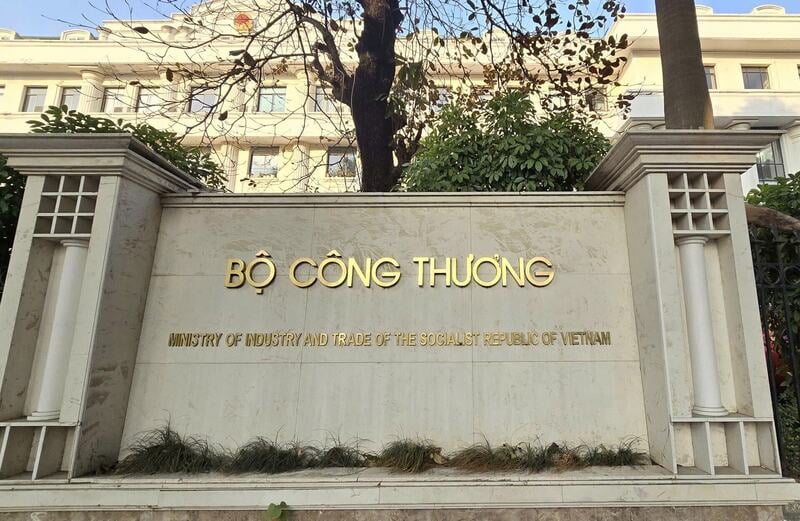 BỘ CÔNG THƯƠNG
MINISTRY OF INDUSTRY AND TRADE OF THE SOCIALIST REPUBLIC OF VIETNAM